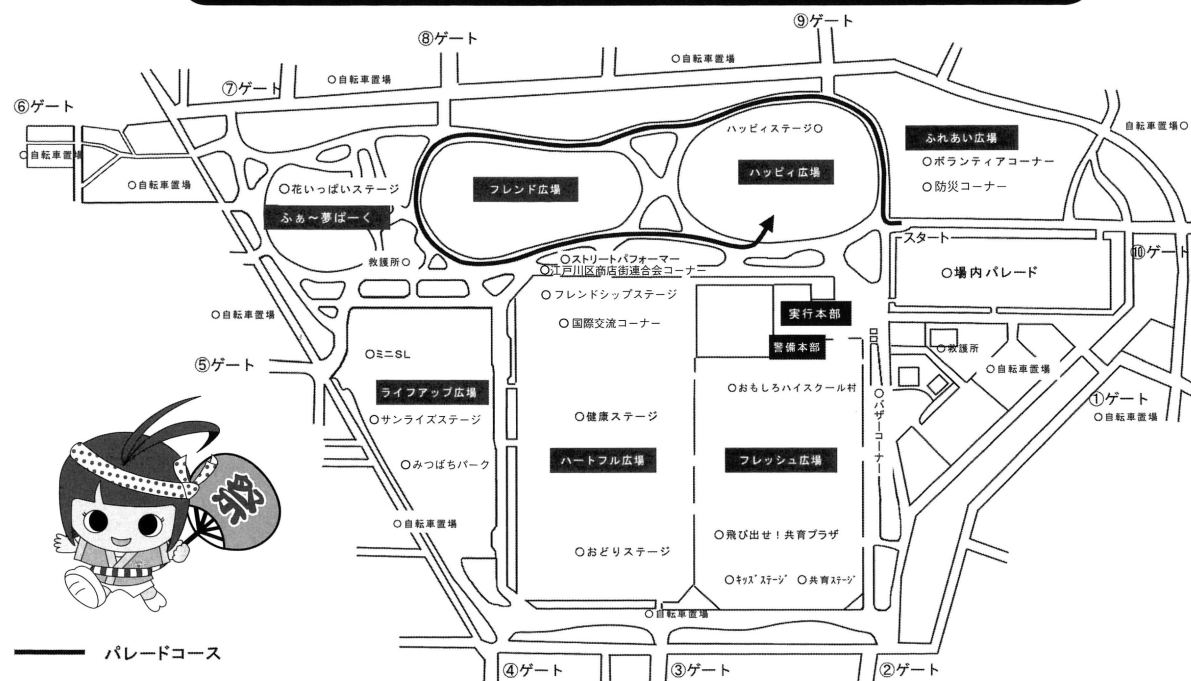 ⑨ゲート
⑧ゲート
○自転車置場
○自転車置場
⑦ゲート
⑥ゲート
○自転車置場
○自転車置場
自転車置場○
ハッピィステージ○
ふれあい広場
○ボランティアコーナー
○防災コーナー
ハッピィ広場
フレンド広場
○花いっぱいステージ
ふぁ～夢ぱーく
救護所○
スタート
⑩ゲート
○場内パレード
○ストリートパフォーマー
○江戸川区商店街連合会コーナー
○フレンドシップステージ
○国際交流コーナー
実行本部
警備本部
○自転車置場
⑤ゲート
○ミニSL
ライフアップ広場
○サンライズステージ
○みつばちパーク
○自転車置場
○救護所
○自転車置場
①ゲート
○自転車置場
○おもしろハイスクール村
○バザーコーナー
○健康ステージ
ハートフル広場
フレッシュ広場
○おどりステージ
○飛び出せ！共育プラザ
○キッズステージ ○共育ステージ
○自転車置場
祭
パレードコース
④ゲート
③ゲート
②ゲート